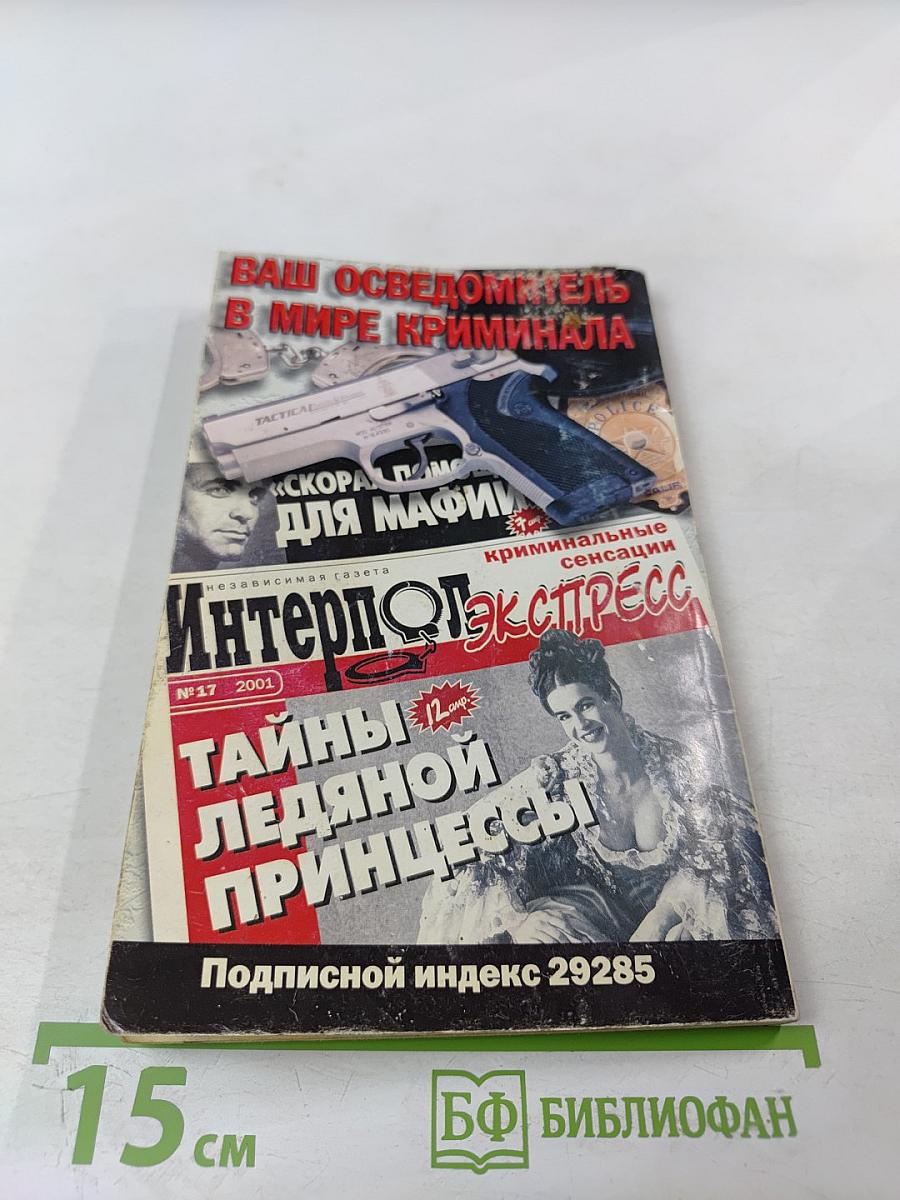 ВАШ ОСВЕДОМИТЕЛЬ
В МИРЕ КРИМИНАЛА
TACTICAL
POLICE
«СКОРАЯ
ДЛЯ МАФИИ
криминальные
сенсации
независимая газета
Интерпол
ЭКСПРЕСС
№17 2001
12 стр.
ТАЙНЫ
ЛЕДЯНОЙ
ПРИНЦЕССЫ
Подписной индекс 29285
15 см
БФ БИБЛИОФАН